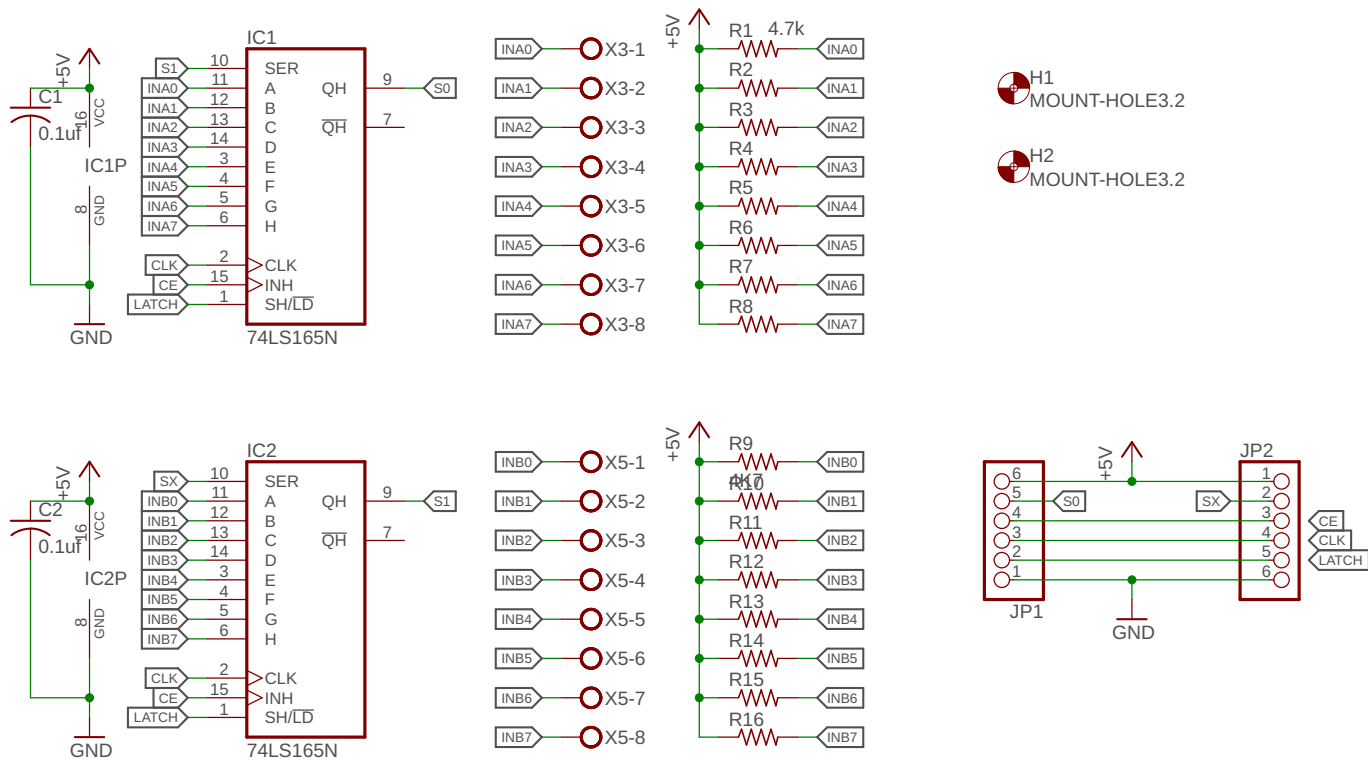 IC1
+5V
C1
0.1uf
16
VCC
IC1P
8
GND
GND
S1 10 SER
INA0 11 A QH 9 S0
INA1 12 B
INA2 13 C QH 7
INA3 14 D
INA4 3 E
INA5 4 F
INA6 5 G
INA7 6 H
CLK 2 CLK
CE 15 INH
LATCH 1 SH/LD
74LS165N
INA0 X3-1
INA1 X3-2
INA2 X3-3
INA3 X3-4
INA4 X3-5
INA5 X3-6
INA6 X3-7
INA7 X3-8
+5V
R1 4.7k INA0
R2 INA1
R3 INA2
R4 INA3
R5 INA4
R6 INA5
R7 INA6
R8 INA7
H1
MOUNT-HOLE3.2
H2
MOUNT-HOLE3.2
IC2
+5V
C2
0.1uf
16
VCC
IC2P
8
GND
GND
SX 10 SER
INB0 11 A QH 9 S1
INB1 12 B
INB2 13 C QH 7
INB3 14 D
INB4 3 E
INB5 4 F
INB6 5 G
INB7 6 H
CLK 2 CLK
CE 15 INH
LATCH 1 SH/LD
74LS165N
INB0 X5-1
INB1 X5-2
INB2 X5-3
INB3 X5-4
INB4 X5-5
INB5 X5-6
INB6 X5-7
INB7 X5-8
+5V
R9 INB0
4K7
R10 INB1
R11 INB2
R12 INB3
R13 INB4
R14 INB5
R15 INB6
R16 INB7
JP2
+5V
6 1
5 S0 SX 2
4 3 CE
3 4 CLK
2 5 LATCH
1 6
JP1
GND